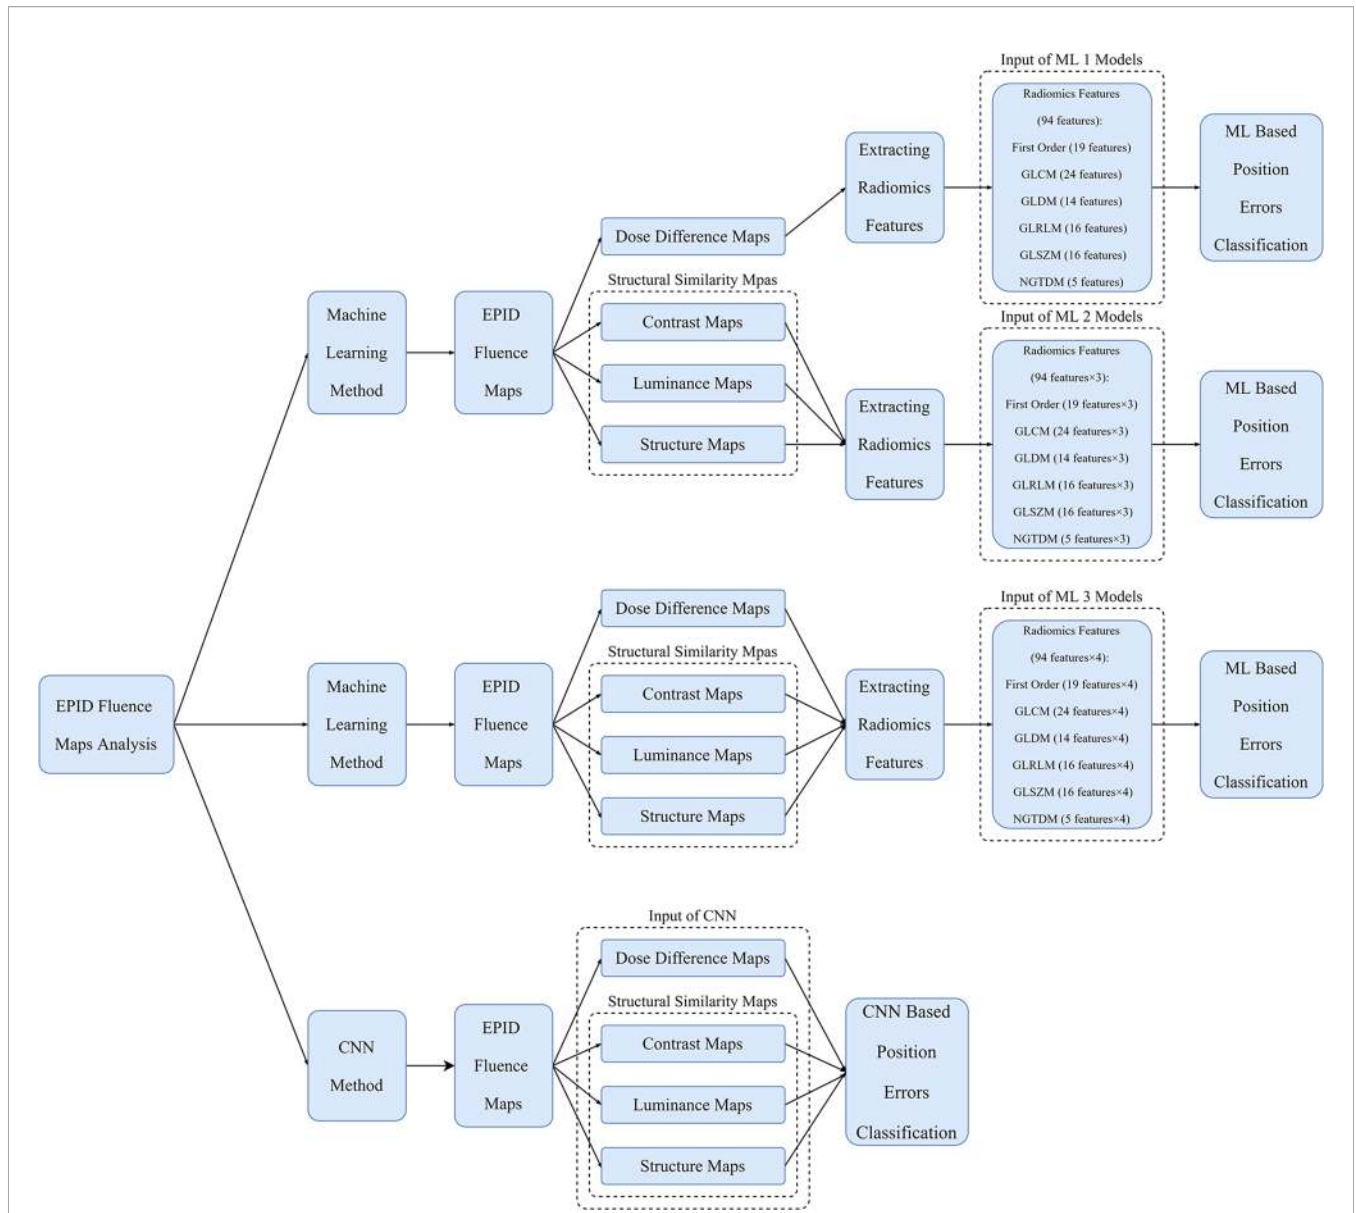 EPID Fluence
Maps Analysis
Machine
Learning
Method
EPID
Fluence
Maps
Dose Difference Maps
Structural Similarity Mpas
Contrast Maps
Luminance Maps
Structure Maps
Extracting
Radiomics
Features
Input of ML 1 Models
Radiomics Features
(94 features):
First Order (19 features)
GLCM (24 features)
GLDM (14 features)
GLRLM (16 features)
GLSZM (16 features)
NGTDM (5 features)
ML Based
Position
Errors
Classification
Extracting
Radiomics
Features
Input of ML 2 Models
Radiomics Features
(94 features×3):
First Order (19 features×3)
GLCM (24 features×3)
GLDM (14 features×3)
GLRLM (16 features×3)
GLSZM (16 features×3)
NGTDM (5 features×3)
ML Based
Position
Errors
Classification
Machine
Learning
Method
EPID
Fluence
Maps
Dose Difference Maps
Structural Similarity Mpas
Contrast Maps
Luminance Maps
Structure Maps
Extracting
Radiomics
Features
Input of ML 3 Models
Radiomics Features
(94 features×4):
First Order (19 features×4)
GLCM (24 features×4)
GLDM (14 features×4)
GLRLM (16 features×4)
GLSZM (16 features×4)
NGTDM (5 features×4)
ML Based
Position
Errors
Classification
CNN
Method
EPID
Fluence
Maps
Input of CNN
Dose Difference Maps
Structural Similarity Maps
Contrast Maps
Luminance Maps
Structure Maps
CNN Based
Position
Errors
Classification